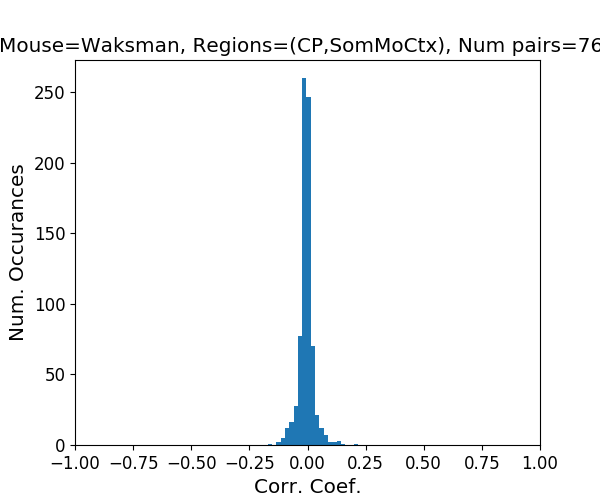 Mouse=Waksman, Regions=(CP,SomMoCtx), Num pairs=76
Num. Occurances
250
200
150
100
50
0
−1.00 −0.75 −0.50 −0.25 0.00 0.25 0.50 0.75 1.00
Corr. Coef.